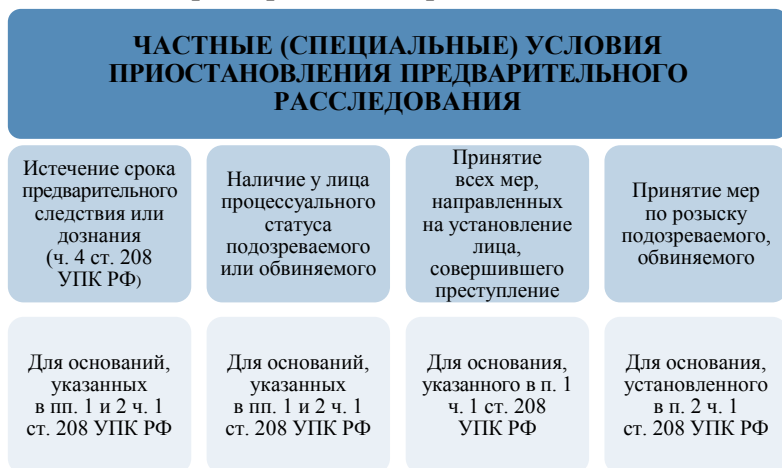 ЧАСТНЫЕ (СПЕЦИАЛЬНЫЕ) УСЛОВИЯ
ПРИОСТАНОВЛЕНИЯ ПРЕДВАРИТЕЛЬНОГО
РАССЛЕДОВАНИЯ
Истечение срока
предварительного
следствия или
дознания
(ч. 4 ст. 208
УПК РФ)
Наличие у лица
процессуального
статуса
подозреваемого
или обвиняемого
Принятие
всех мер,
направленных
на установление
лица,
совершившего
преступление
Принятие мер
по розыску
подозреваемого,
обвиняемого
Для оснований,
указанных
в пп. 1 и 2 ч. 1
ст. 208 УПК РФ
Для оснований,
указанных
в пп. 1 и 2 ч. 1
ст. 208 УПК РФ
Для основания,
указанного в п. 1
ч. 1 ст. 208
УПК РФ
Для основания,
установленного
в п. 2 ч. 1
ст. 208 УПК РФ